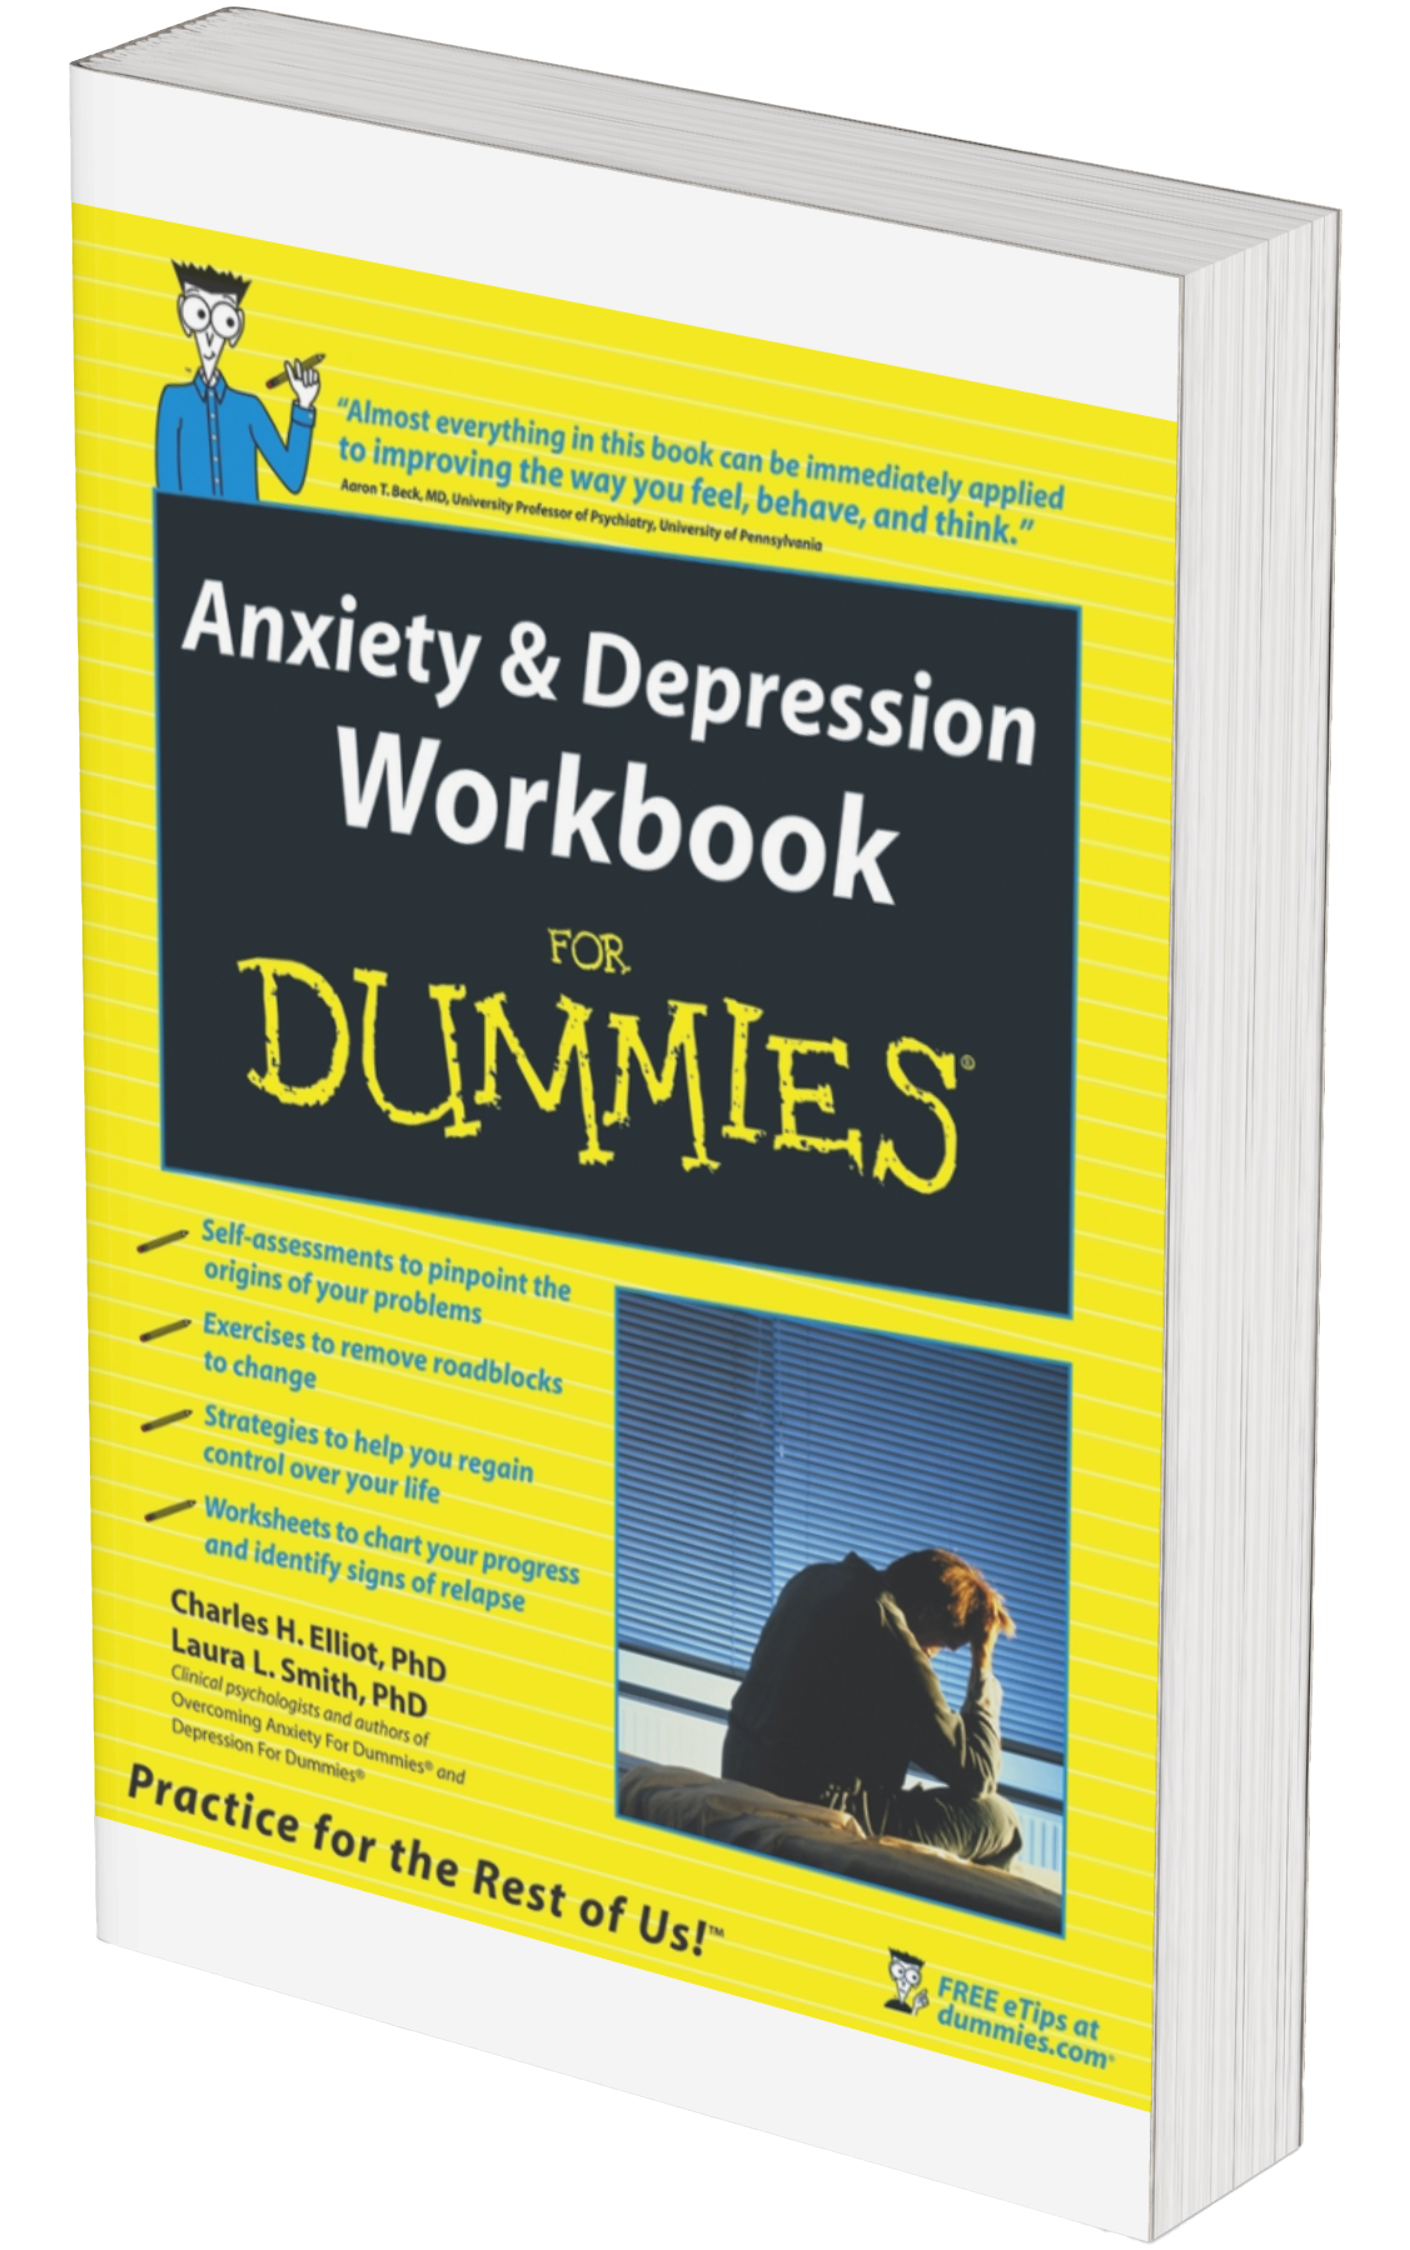 “Almost everything in this book can be immediately applied
to improving the way you feel, behave, and think.”
Aaron T. Beck, MD, University Professor of Psychiatry, University of Pennsylvania
Anxiety & Depression
Workbook
FOR
DUMMIES®
Self-assessments to pinpoint the
origins of your problems
Exercises to remove roadblocks
to change
Strategies to help you regain
control over your life
Worksheets to chart your progress
and identify signs of relapse
Charles H. Elliot, PhD
Laura L. Smith, PhD
Clinical psychologists and authors of
Overcoming Anxiety For Dummies® and
Depression For Dummies®
Practice for the Rest of Us!™
FREE eTips at
dummies.com®